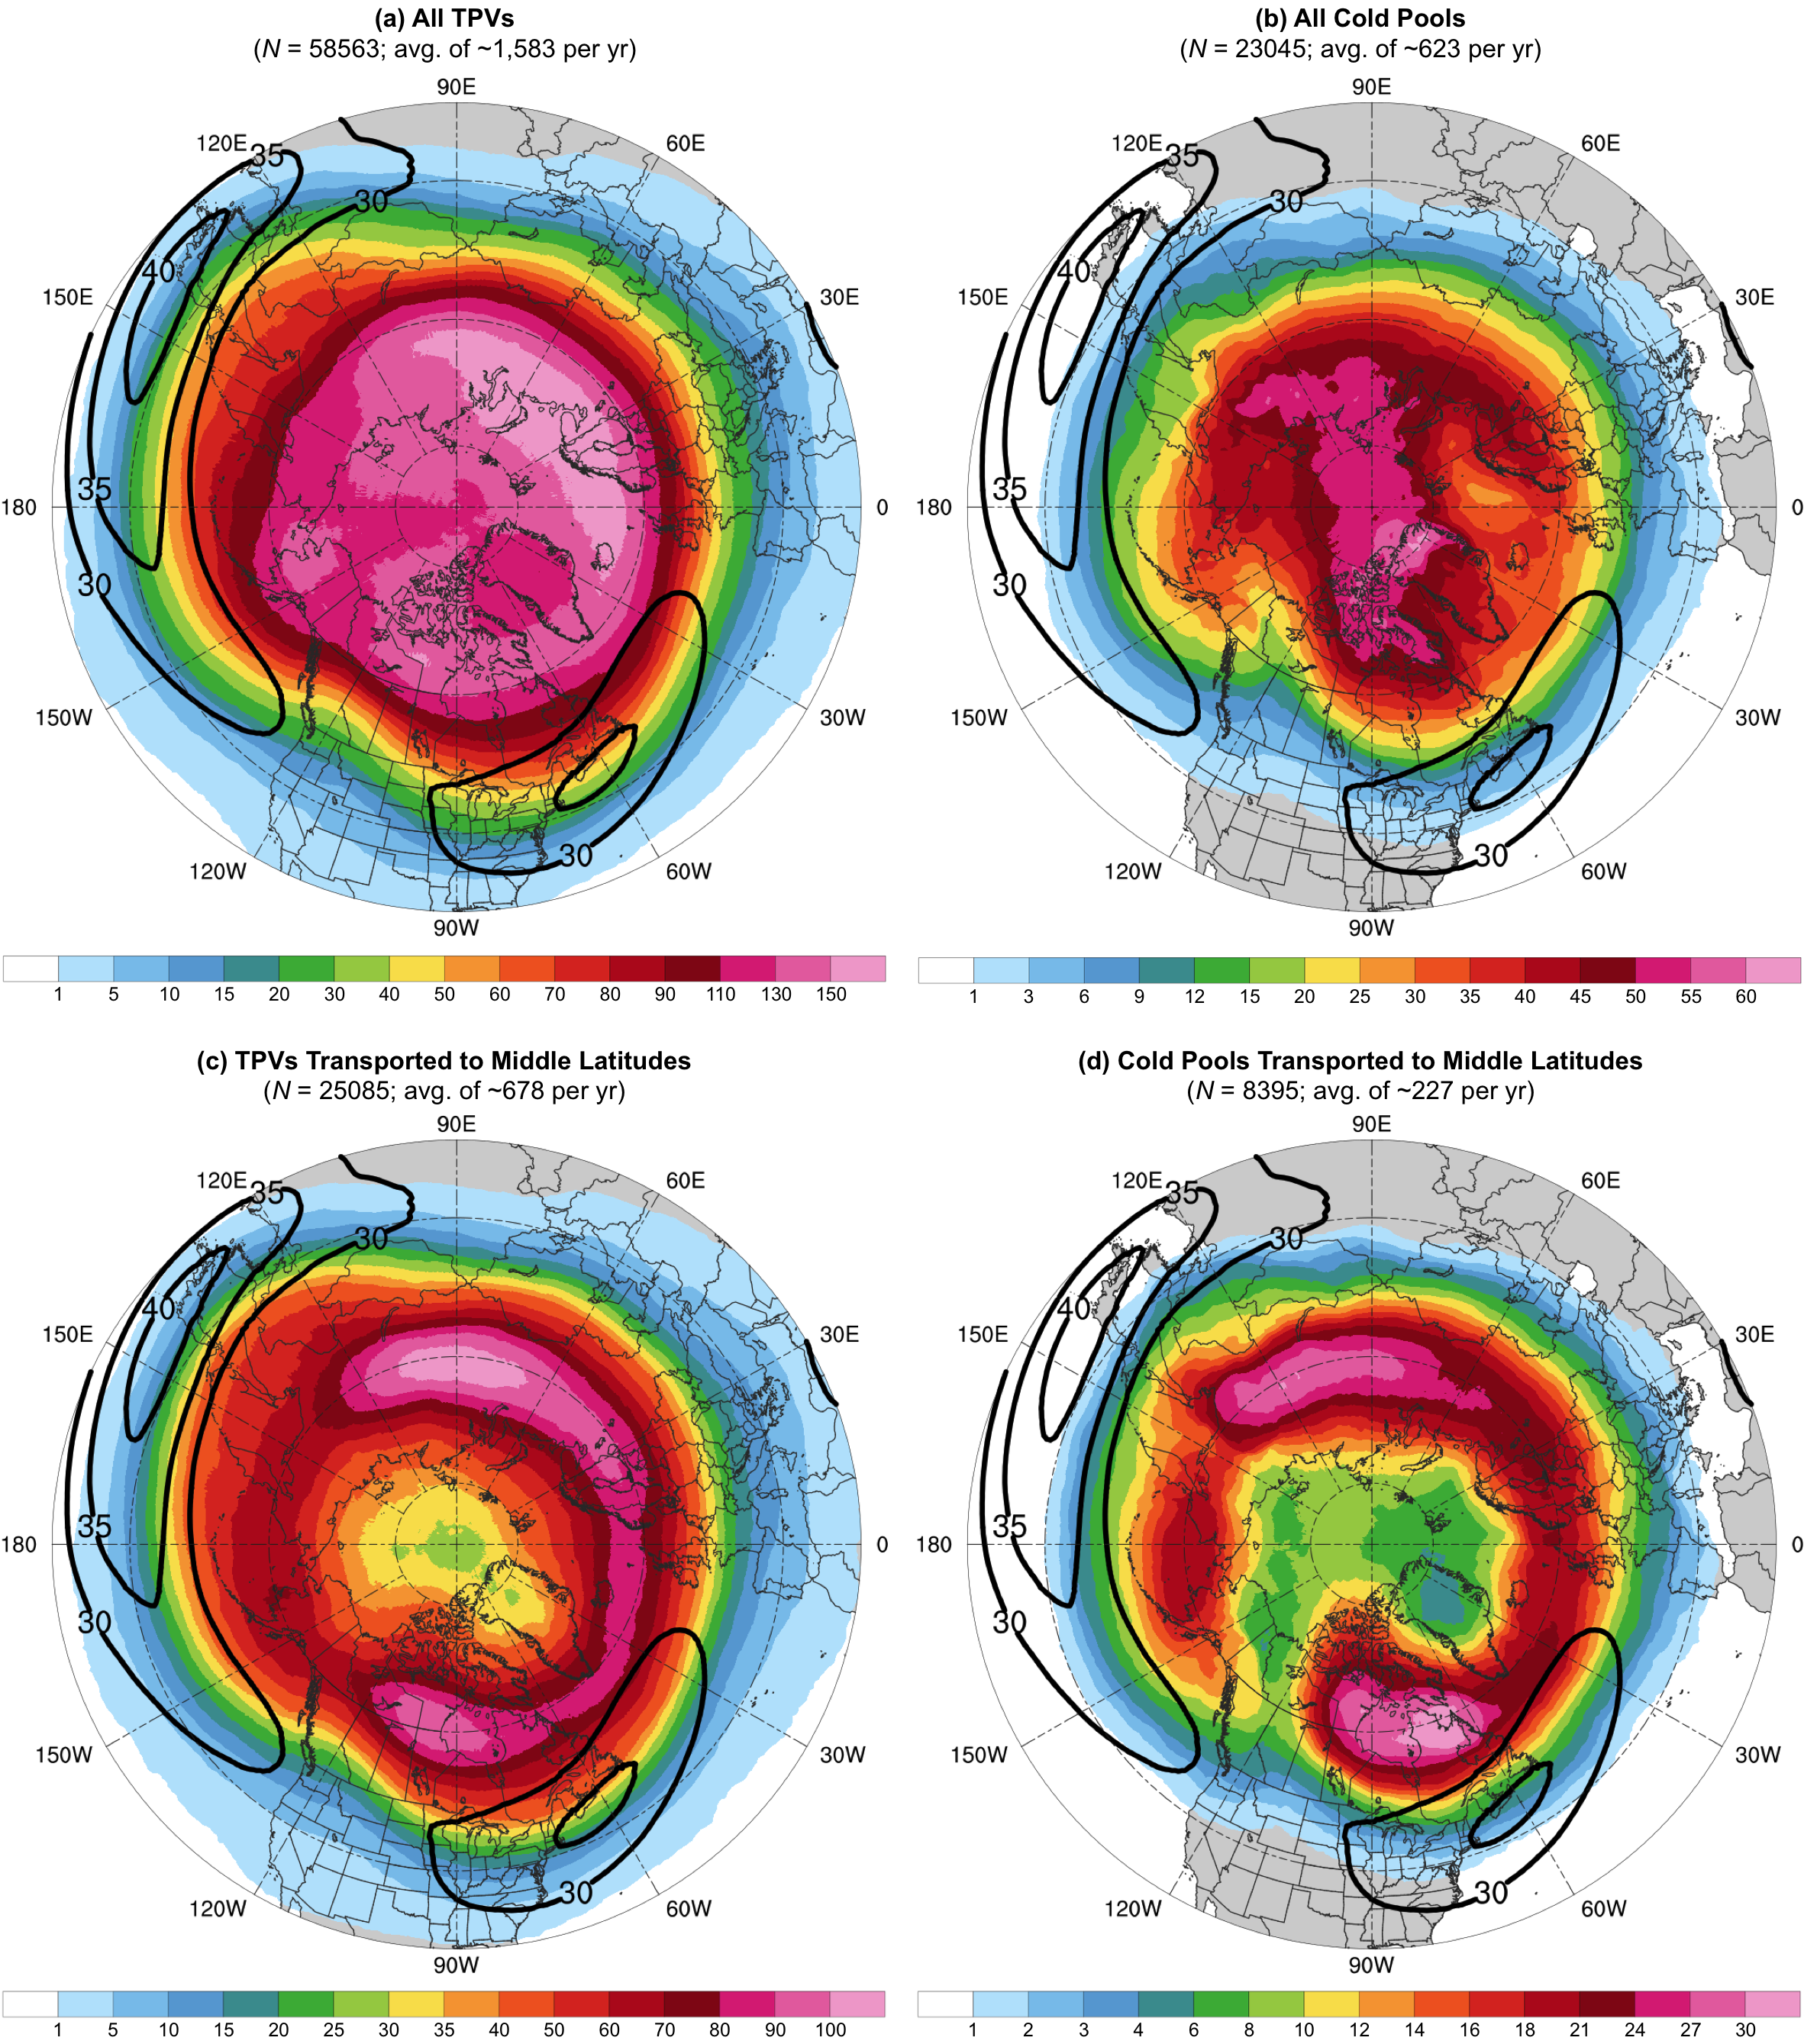 (a) All TPVs
(N = 58563; avg. of ~1,583 per yr)
90E
120E
60E
150E
30E
180
0
150W
30W
120W
60W
90W
35
30
40
35
30
30
1 5 10 15 20 30 40 50 60 70 80 90 110 130 150
(b) All Cold Pools
(N = 23045; avg. of ~623 per yr)
90E
120E
60E
150E
30E
180
0
150W
30W
120W
60W
90W
35
30
40
35
30
30
1 3 6 9 12 15 20 25 30 35 40 45 50 55 60
(c) TPVs Transported to Middle Latitudes
(N = 25085; avg. of ~678 per yr)
90E
120E
60E
150E
30E
180
0
150W
30W
120W
60W
90W
35
30
40
35
30
30
1 5 10 15 20 25 30 35 40 50 60 70 80 90 100
(d) Cold Pools Transported to Middle Latitudes
(N = 8395; avg. of ~227 per yr)
90E
120E
60E
150E
30E
180
0
150W
30W
120W
60W
90W
35
30
40
35
30
30
1 2 3 4 6 8 10 12 14 16 18 21 24 27 30